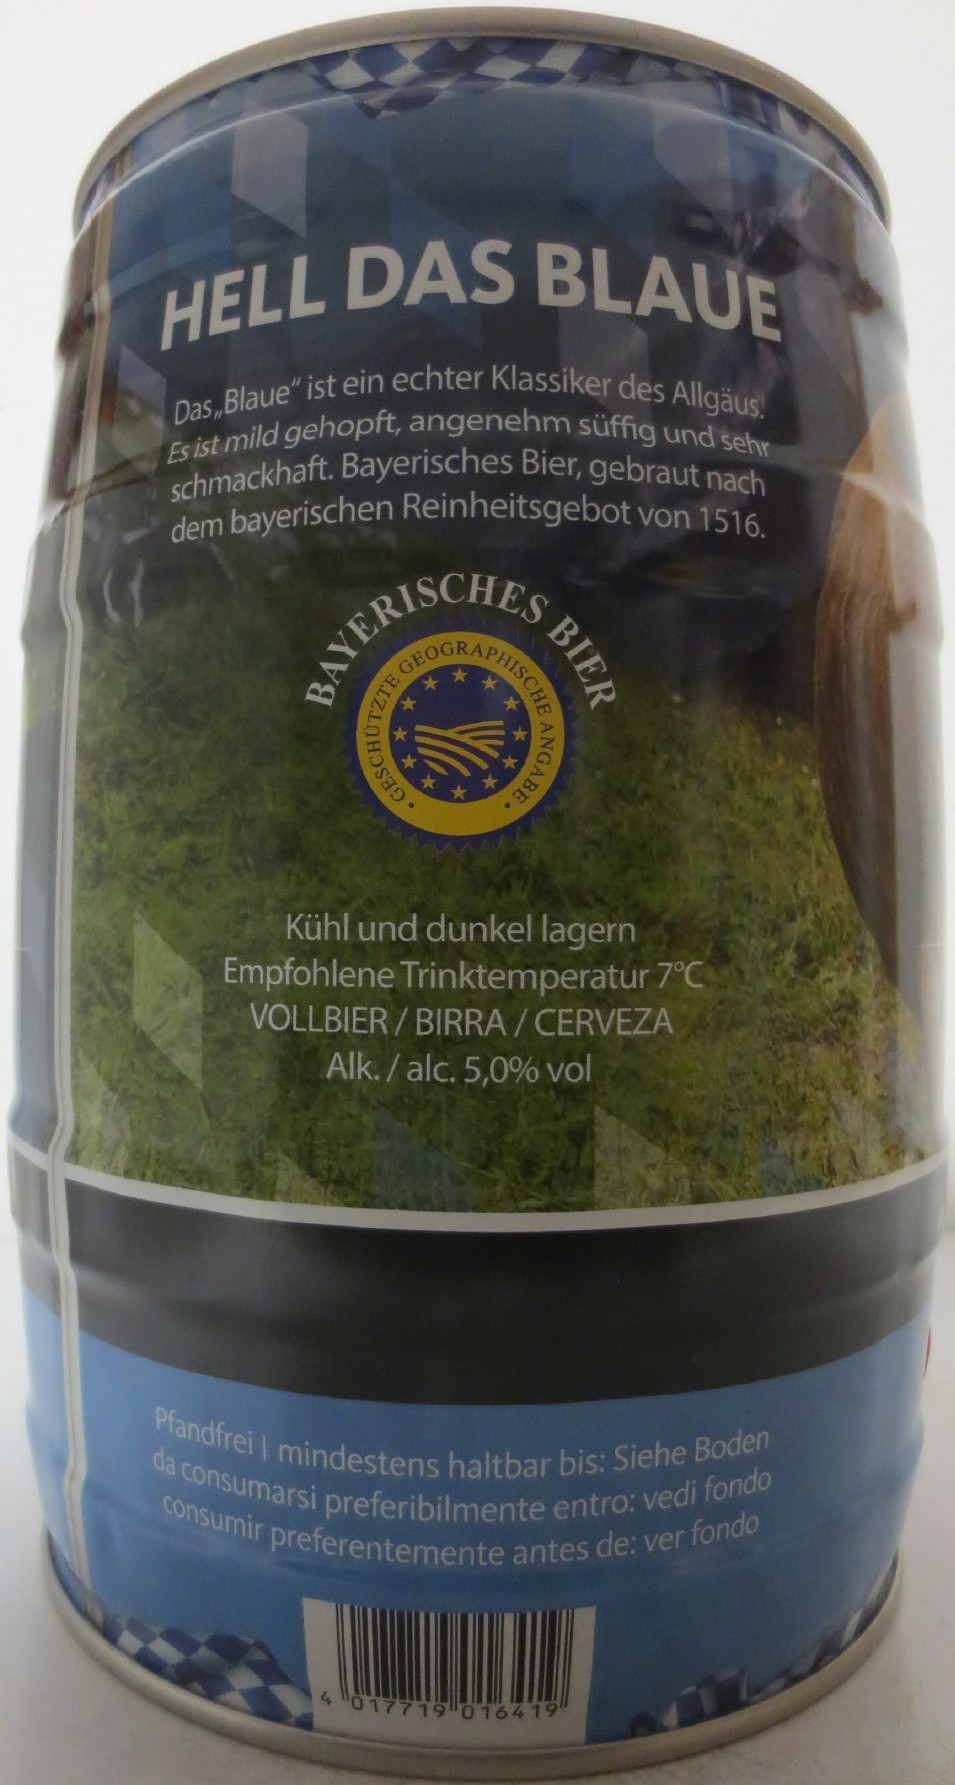 HELL DAS BLAUE
Das „Blaue“ ist ein echter Klassiker des Allgäus.
Es ist mild gehopft, angenehm süffig und sehr
schmackhaft. Bayerisches Bier, gebraut nach
dem bayerischen Reinheitsgebot von 1516.
BAYERISCHES BIER
• GESCHÜTZTE GEOGRAPHISCHE ANGABE •
Kühl und dunkel lagern
Empfohlene Trinktemperatur 7°C
VOLLBIER / BIRRA / CERVEZA
Alk. / alc. 5,0% vol
Pfandfrei | mindestens haltbar bis: Siehe Boden
da consumarsi preferibilmente entro: vedi fondo
consumir preferentemente antes de: ver fondo
4 017719 016419